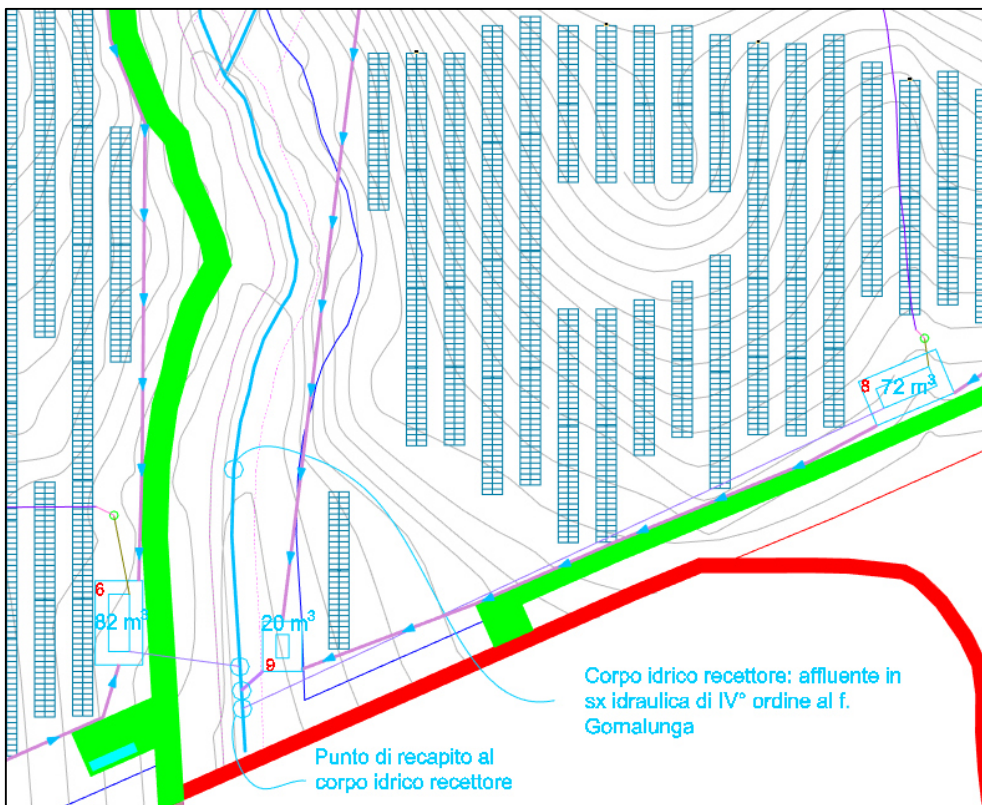 8
72 m³
6
82 m³
20 m³
9
Corpo idrico recettore: affluente in
sx idraulica di IV° ordine al f.
Gornalunga
Punto di recapito al
corpo idrico recettore